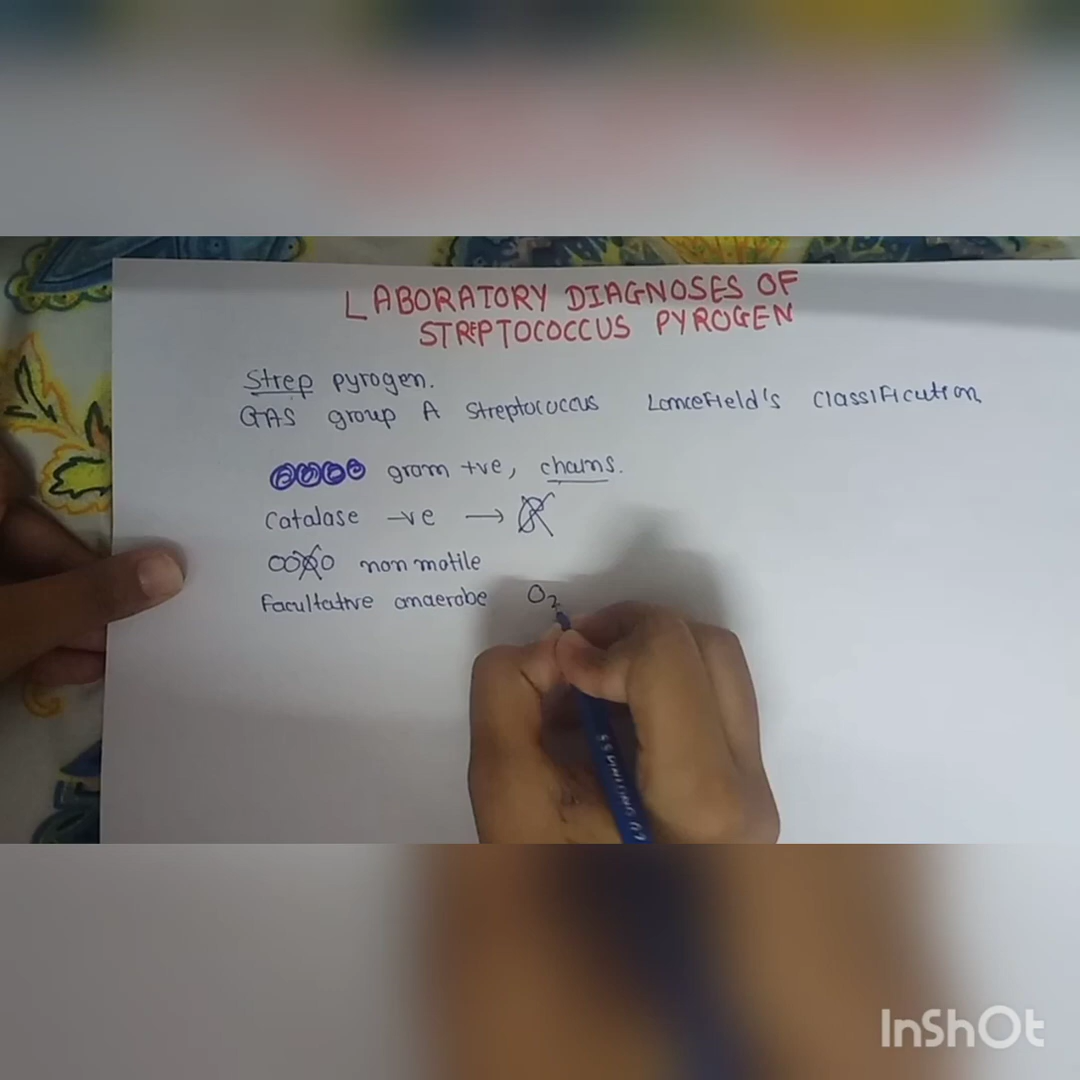 LABORATORY DIAGNOSES OF
STREPTOCOCCUS PYROGEN
Strep pyrogen.
GAS group A streptococcus Lancefield's classification
gram +ve, chains.
Catalase -ve →
non motile
Facultative anaerobe O2
InShOt